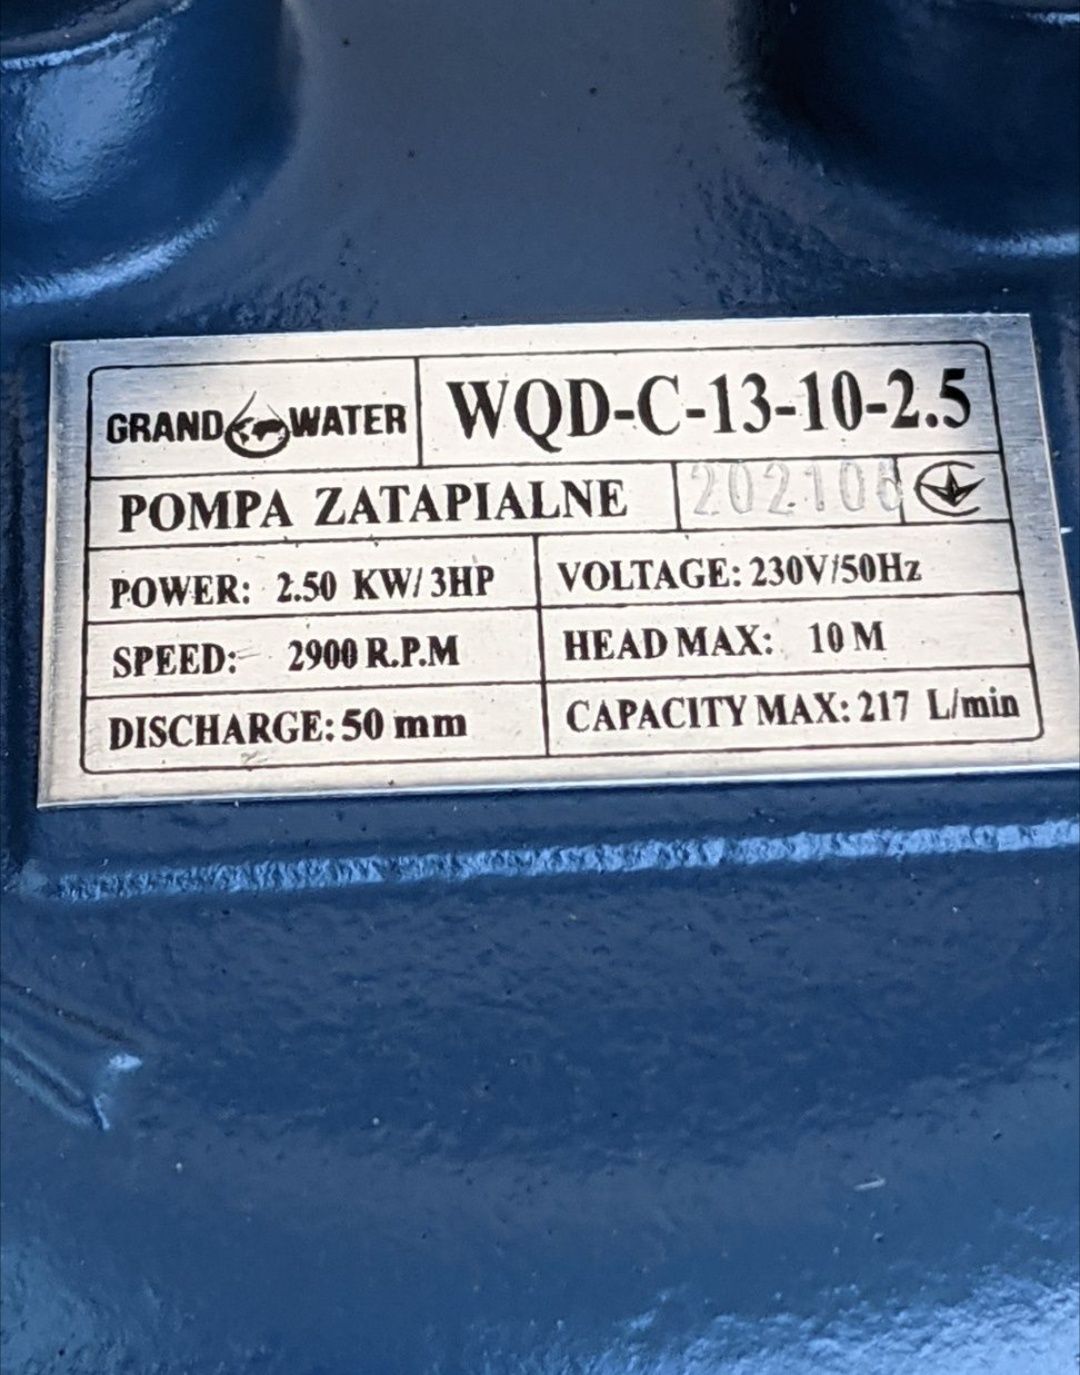 GRAND WATER
WQD-C-13-10-2.5
POMPA ZATAPIALNE
202106
POWER: 2.50 KW/ 3HP
VOLTAGE: 230V/50Hz
SPEED: 2900 R.P.M
HEAD MAX: 10 M
DISCHARGE: 50 mm
CAPACITY MAX: 217 L/min